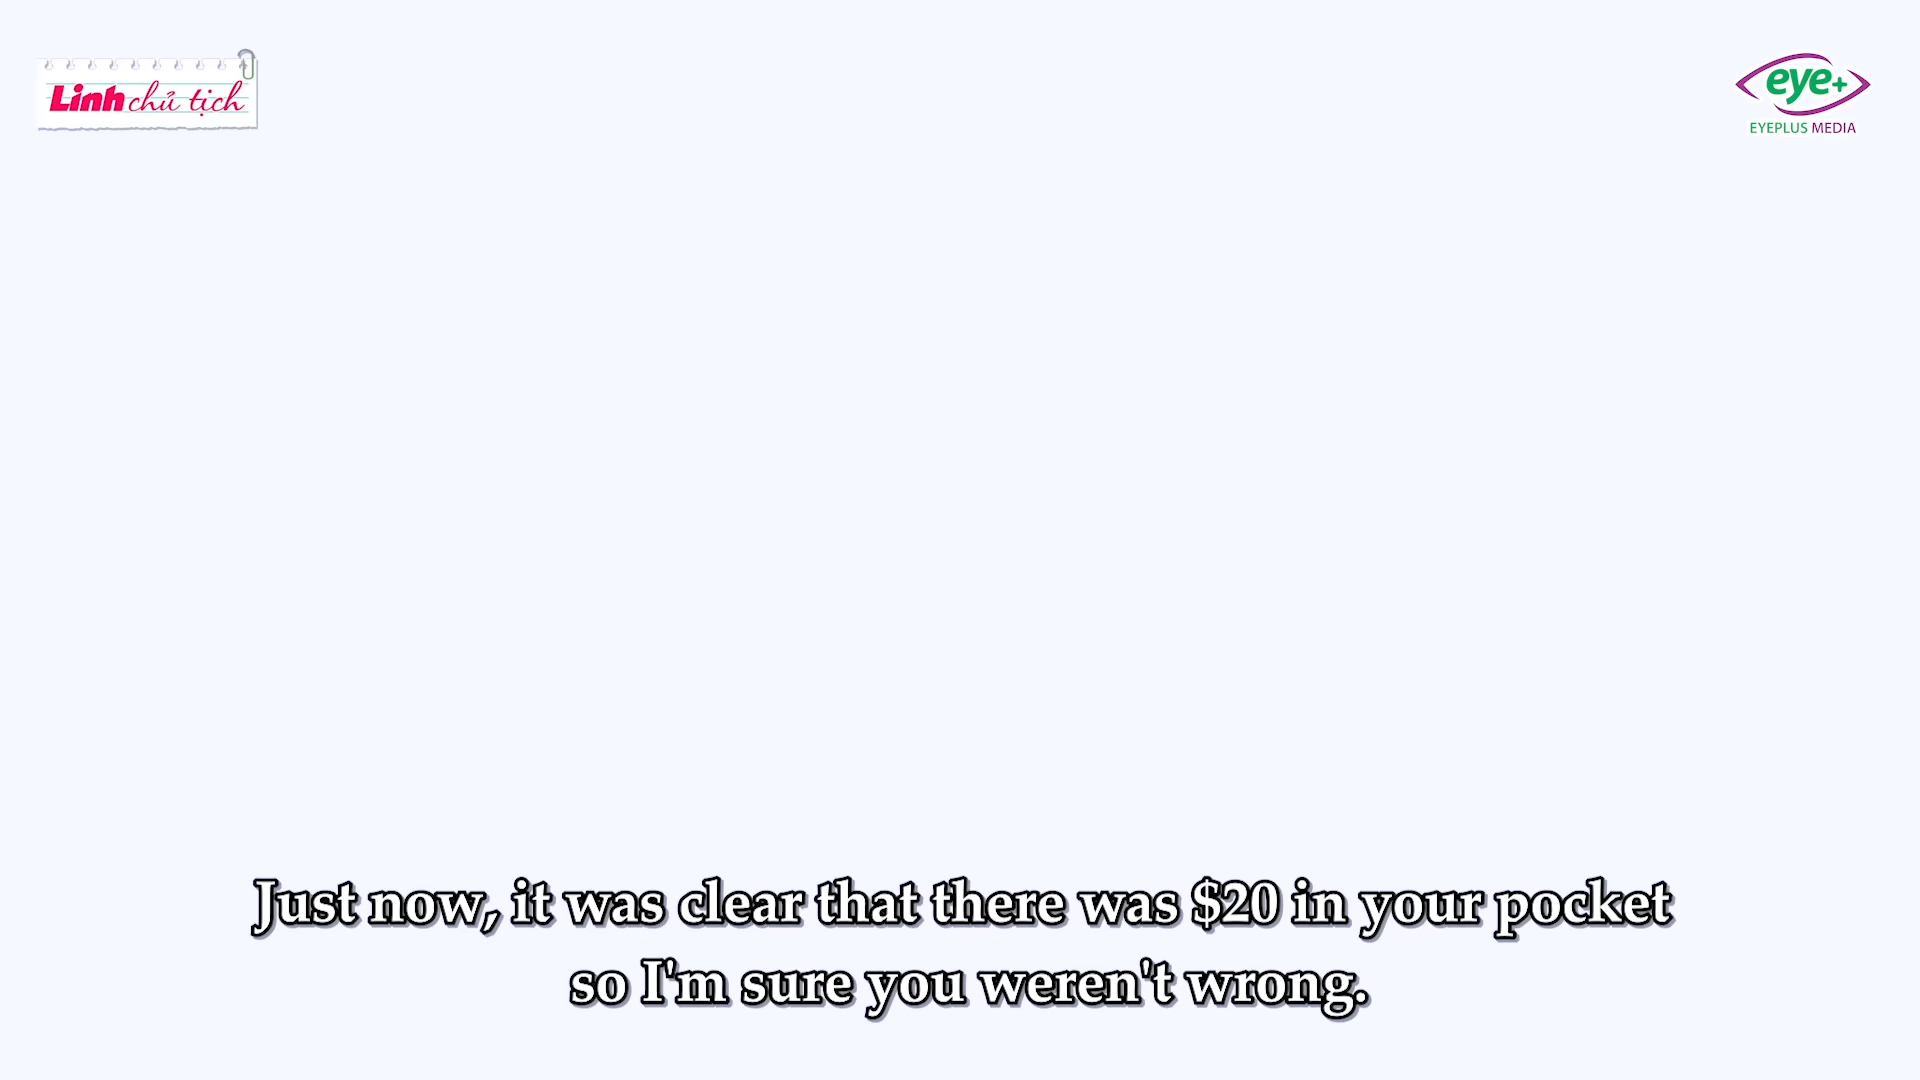 Linh chủ tịch
eye+
EYEPLUS MEDIA
Just now, it was clear that there was $20 in your pocket
so I'm sure you weren't wrong.